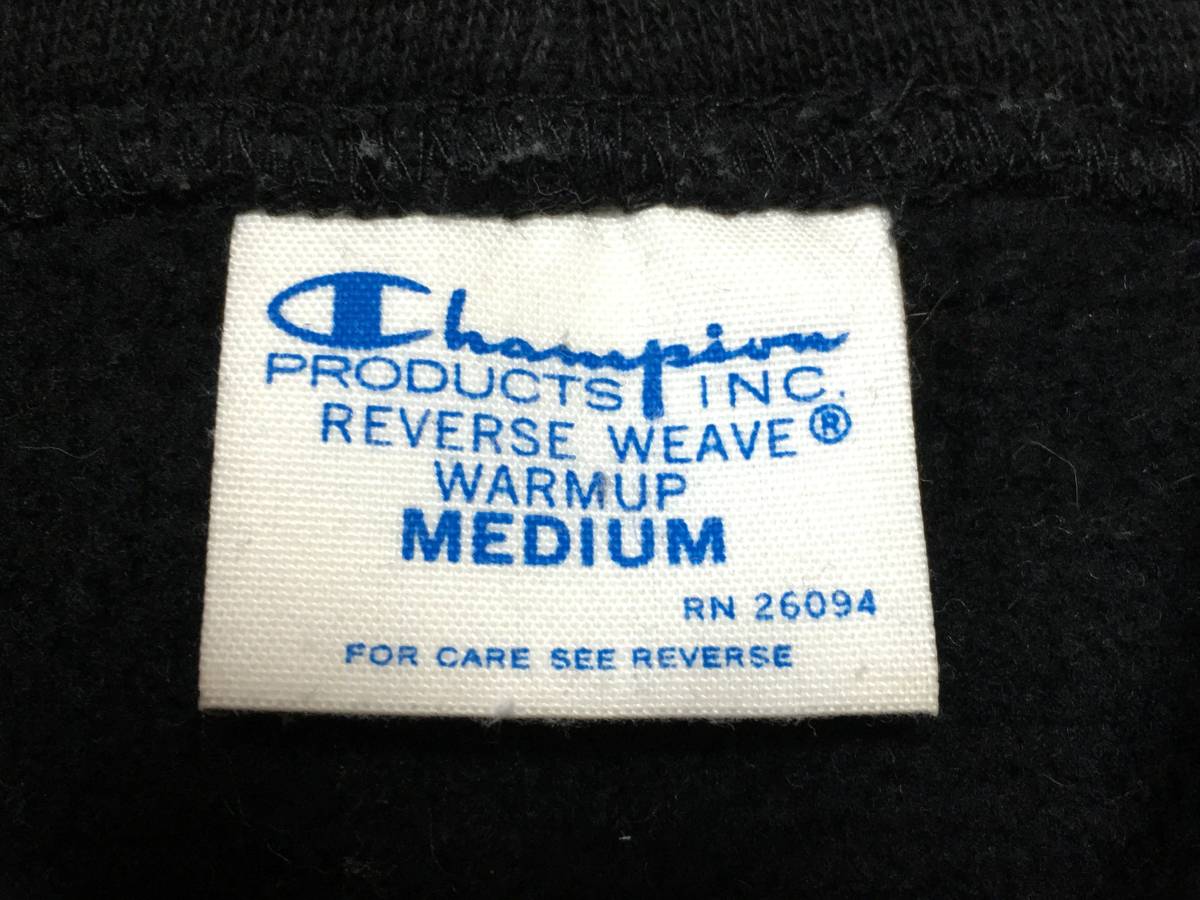 Champion
PRODUCTS INC.
REVERSE WEAVE®
WARMUP
MEDIUM
RN 26094
FOR CARE SEE REVERSE